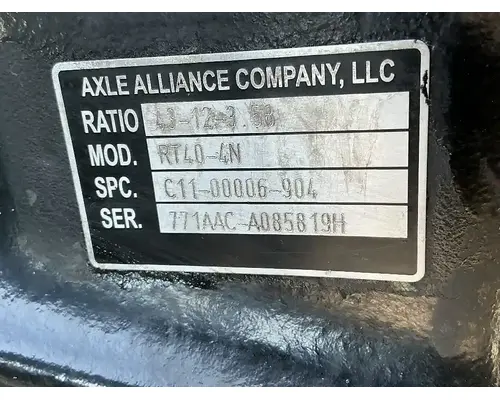 AXLE ALLIANCE COMPANY, LLC
RATIO 43-12-3.58
MOD. RT40-4N
SPC. C11-00006-904
SER. 771AAC-A085819H